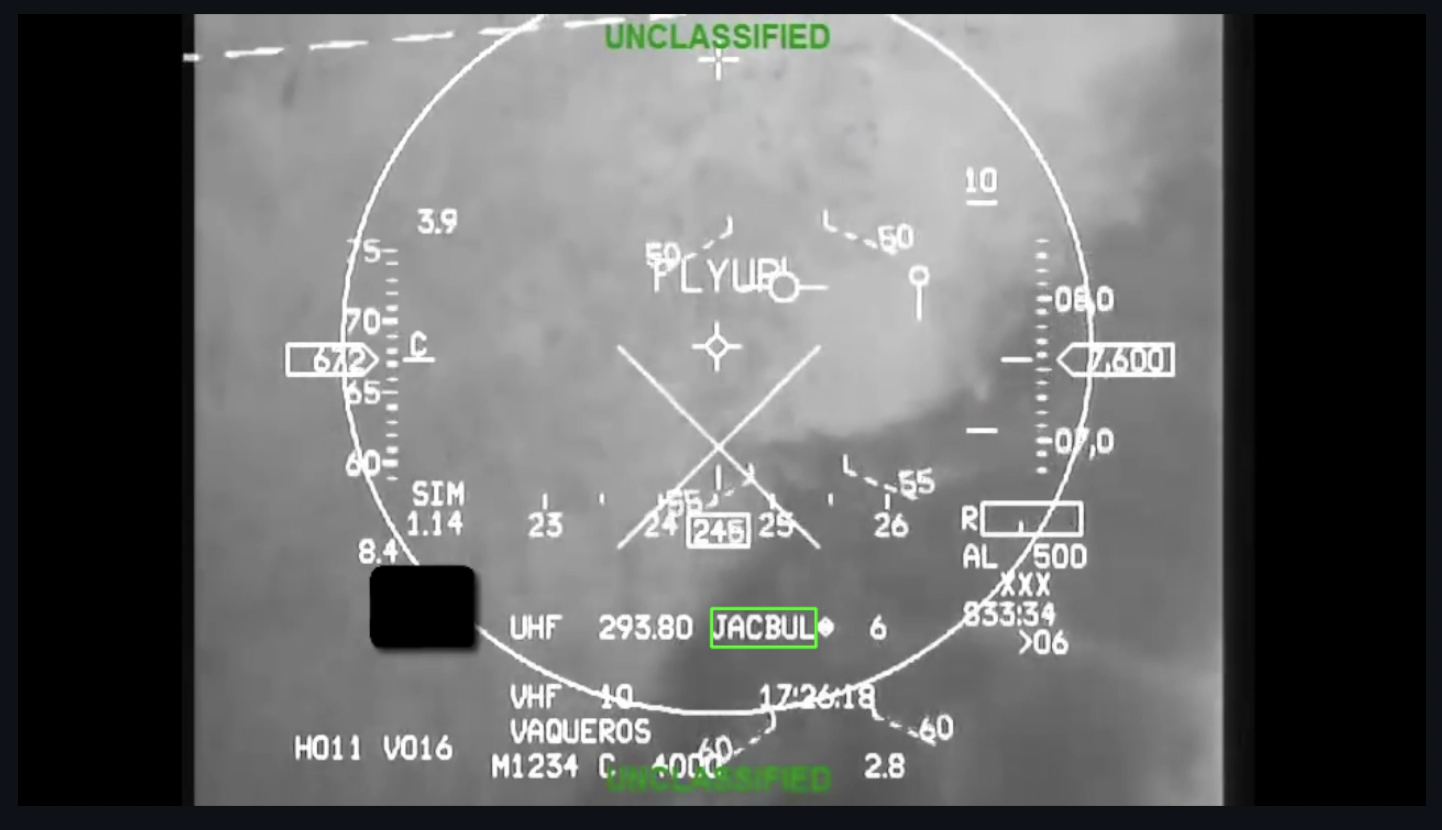 UNCLASSIFIED
10
3.9
50 50
75
FLYUP!
08,0
70
C
672 7,600
65
07,0
60
55 55
SIM
1.14 23 24 245 25 26 R
8.4 AL 500
XXX
833:34
UHF 293.80 JACBUL 6 >06
VHF 10 17:26:18
VAQUEROS 60
H011 V016 60
M1234 C 4000 2.8
UNCLASSIFIED